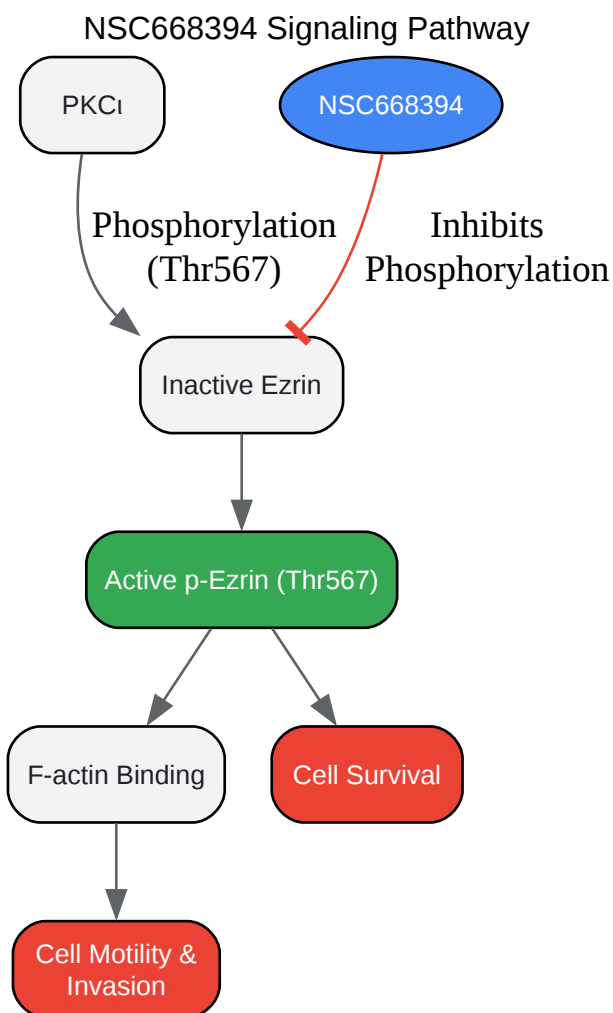 NSC668394 Signaling Pathway
PKCι
NSC668394
Phosphorylation
(Thr567)
Inhibits
Phosphorylation
Inactive Ezrin
Active p-Ezrin (Thr567)
F-actin Binding
Cell Survival
Cell Motility &
Invasion